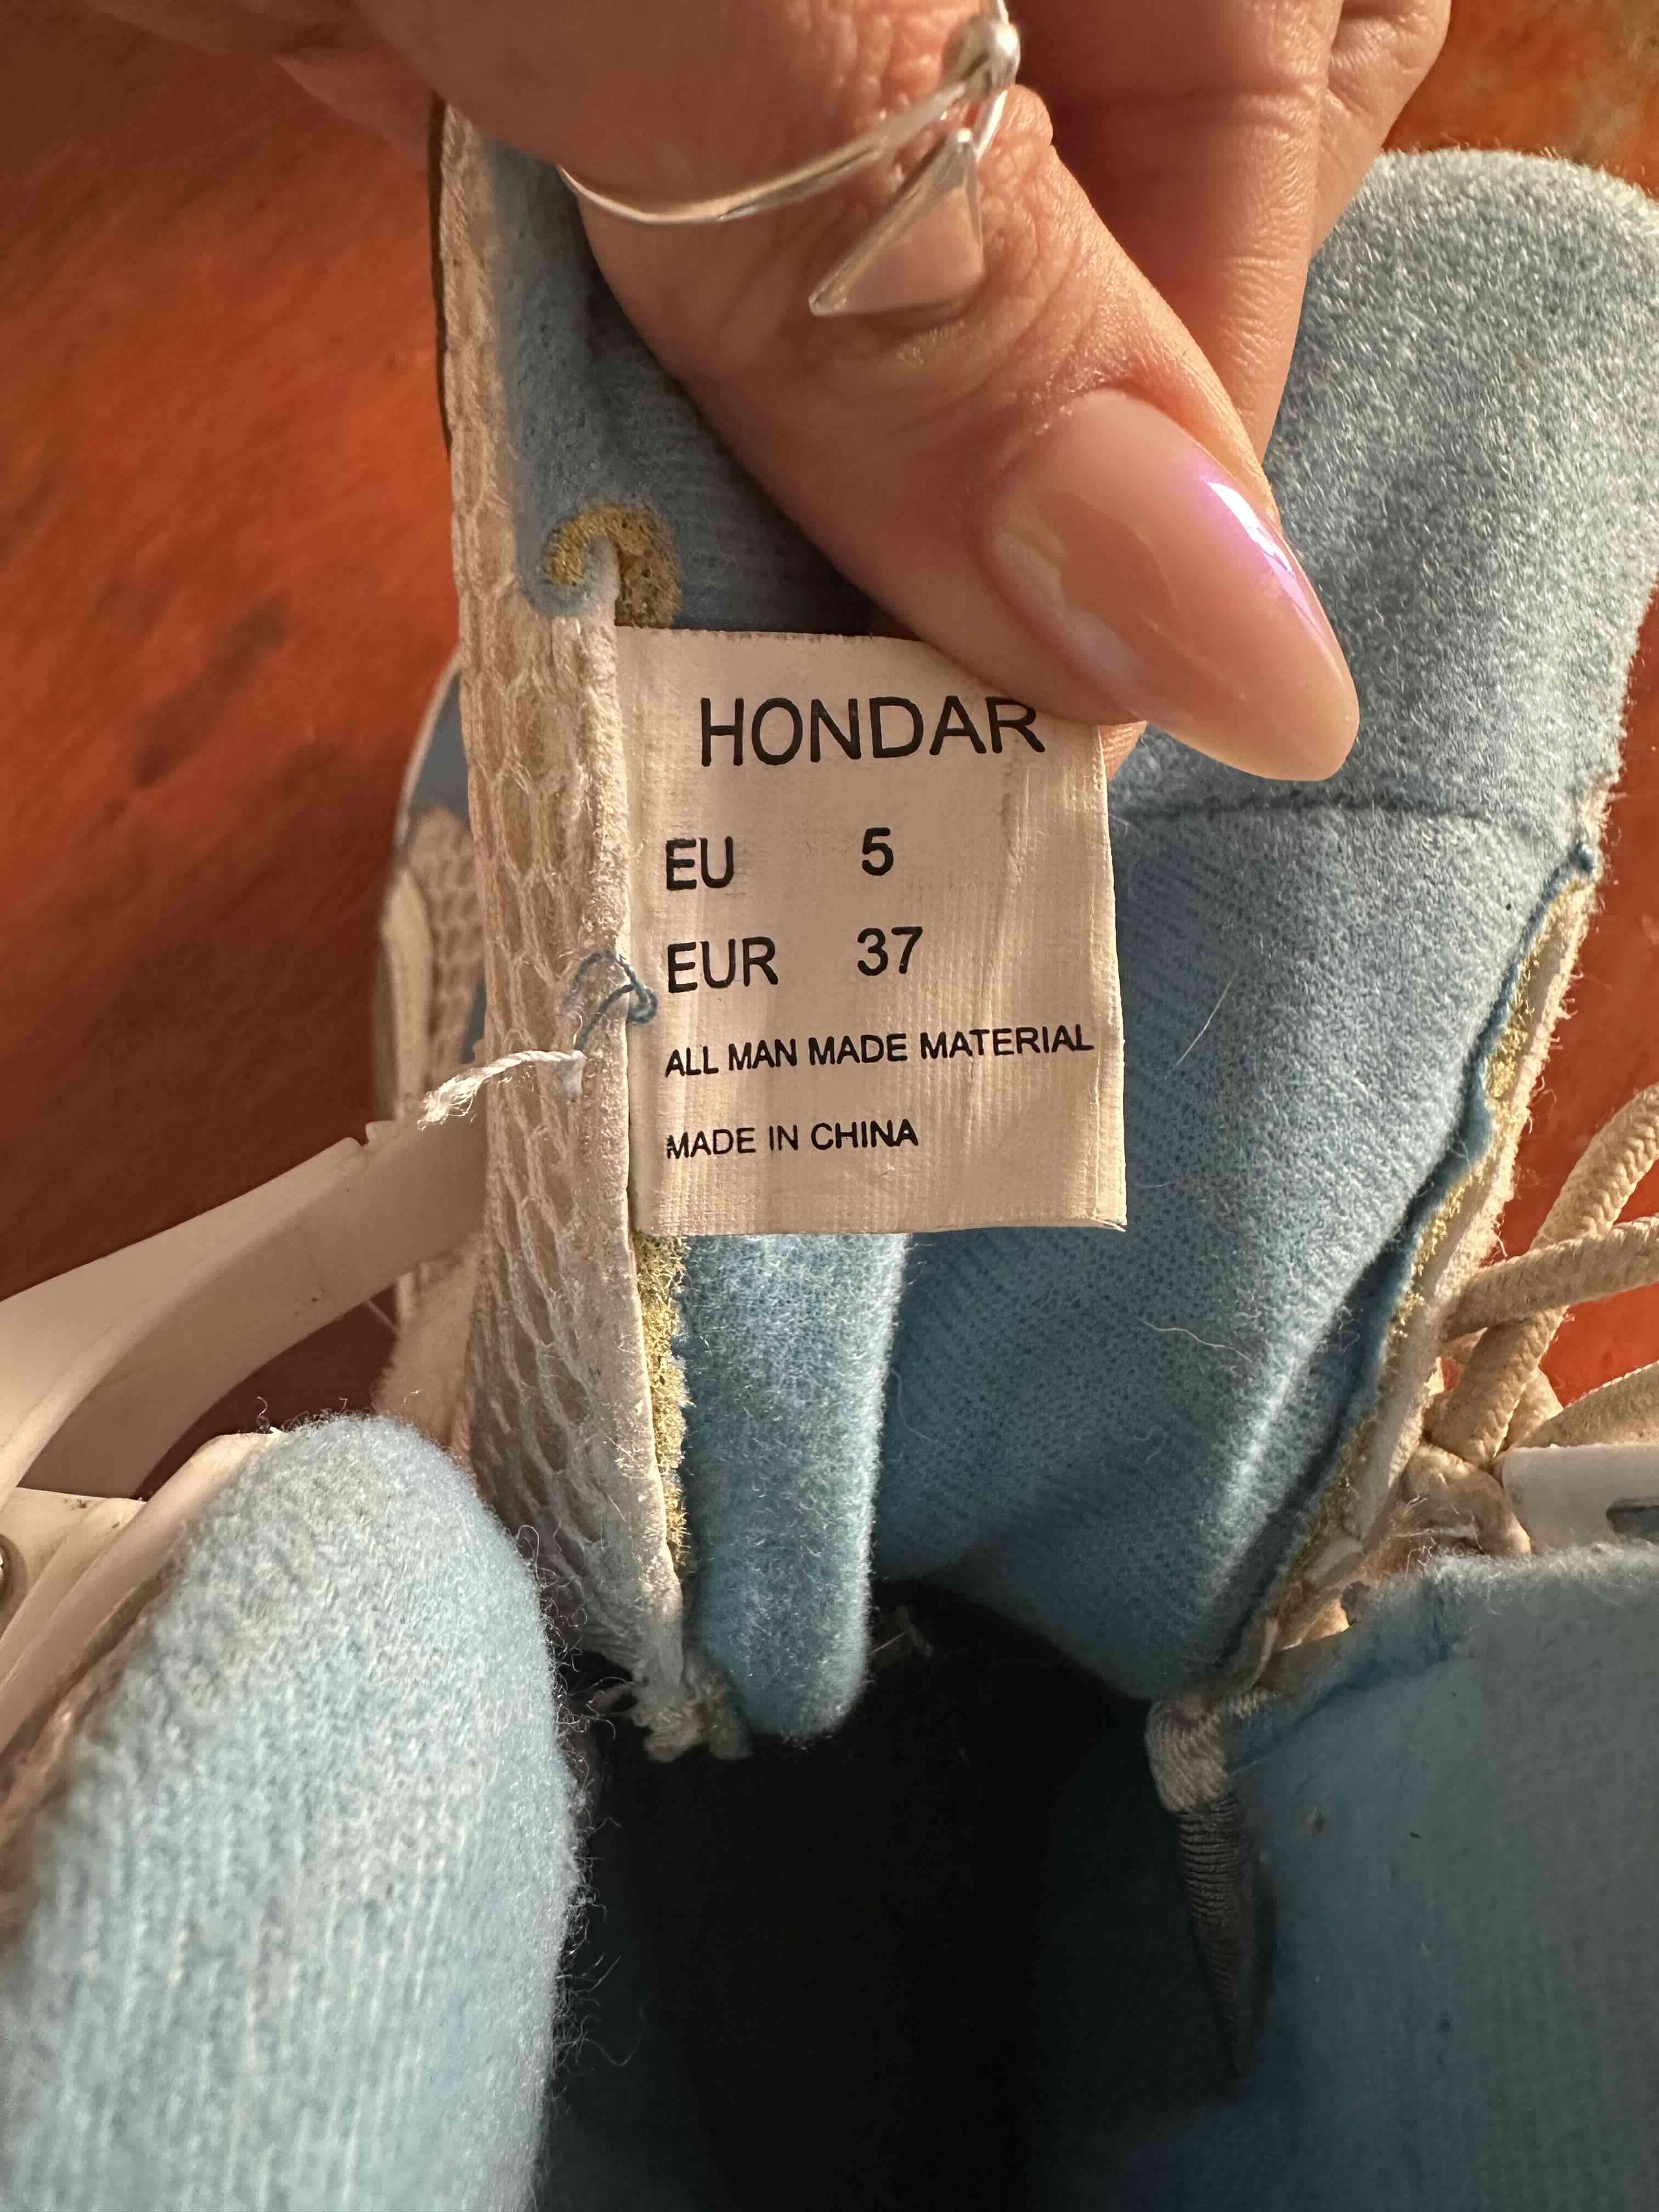 HONDAR
EU 5
EUR 37
ALL MAN MADE MATERIAL
MADE IN CHINA